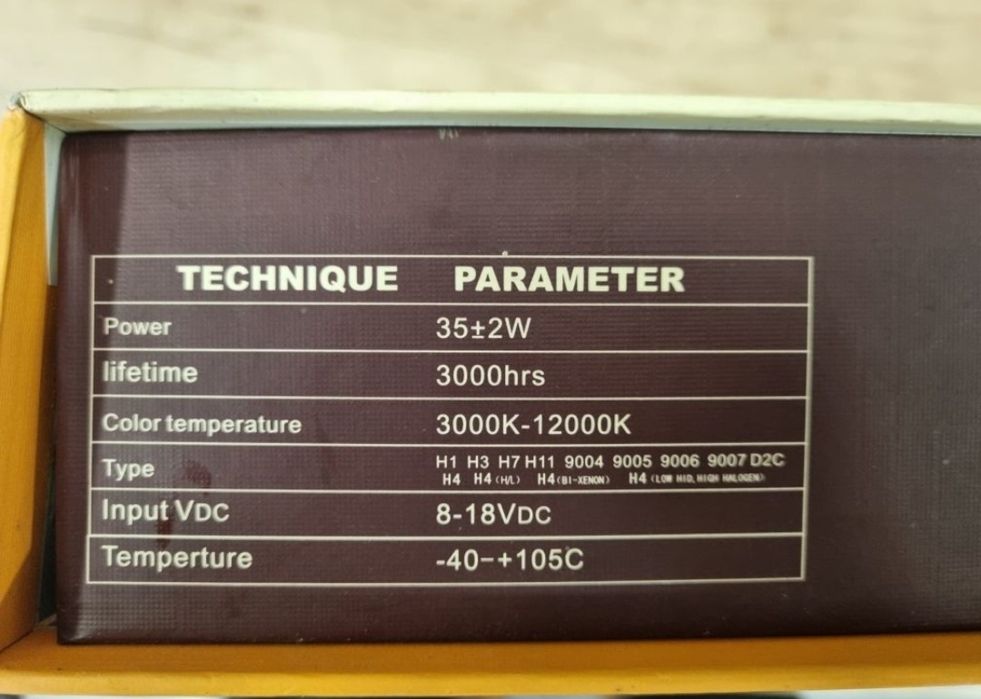 TECHNIQUE PARAMETER
Power 35±2W
lifetime 3000hrs
Color temperature 3000K-12000K
Type H1 H3 H7 H11 9004 9005 9006 9007 D2C
H4 H4 (H/L) H4 (BI-XENON) H4 (LOW HID, HIGH HALOGEN)
Input VDC 8-18VDC
Temperture -40-+105C